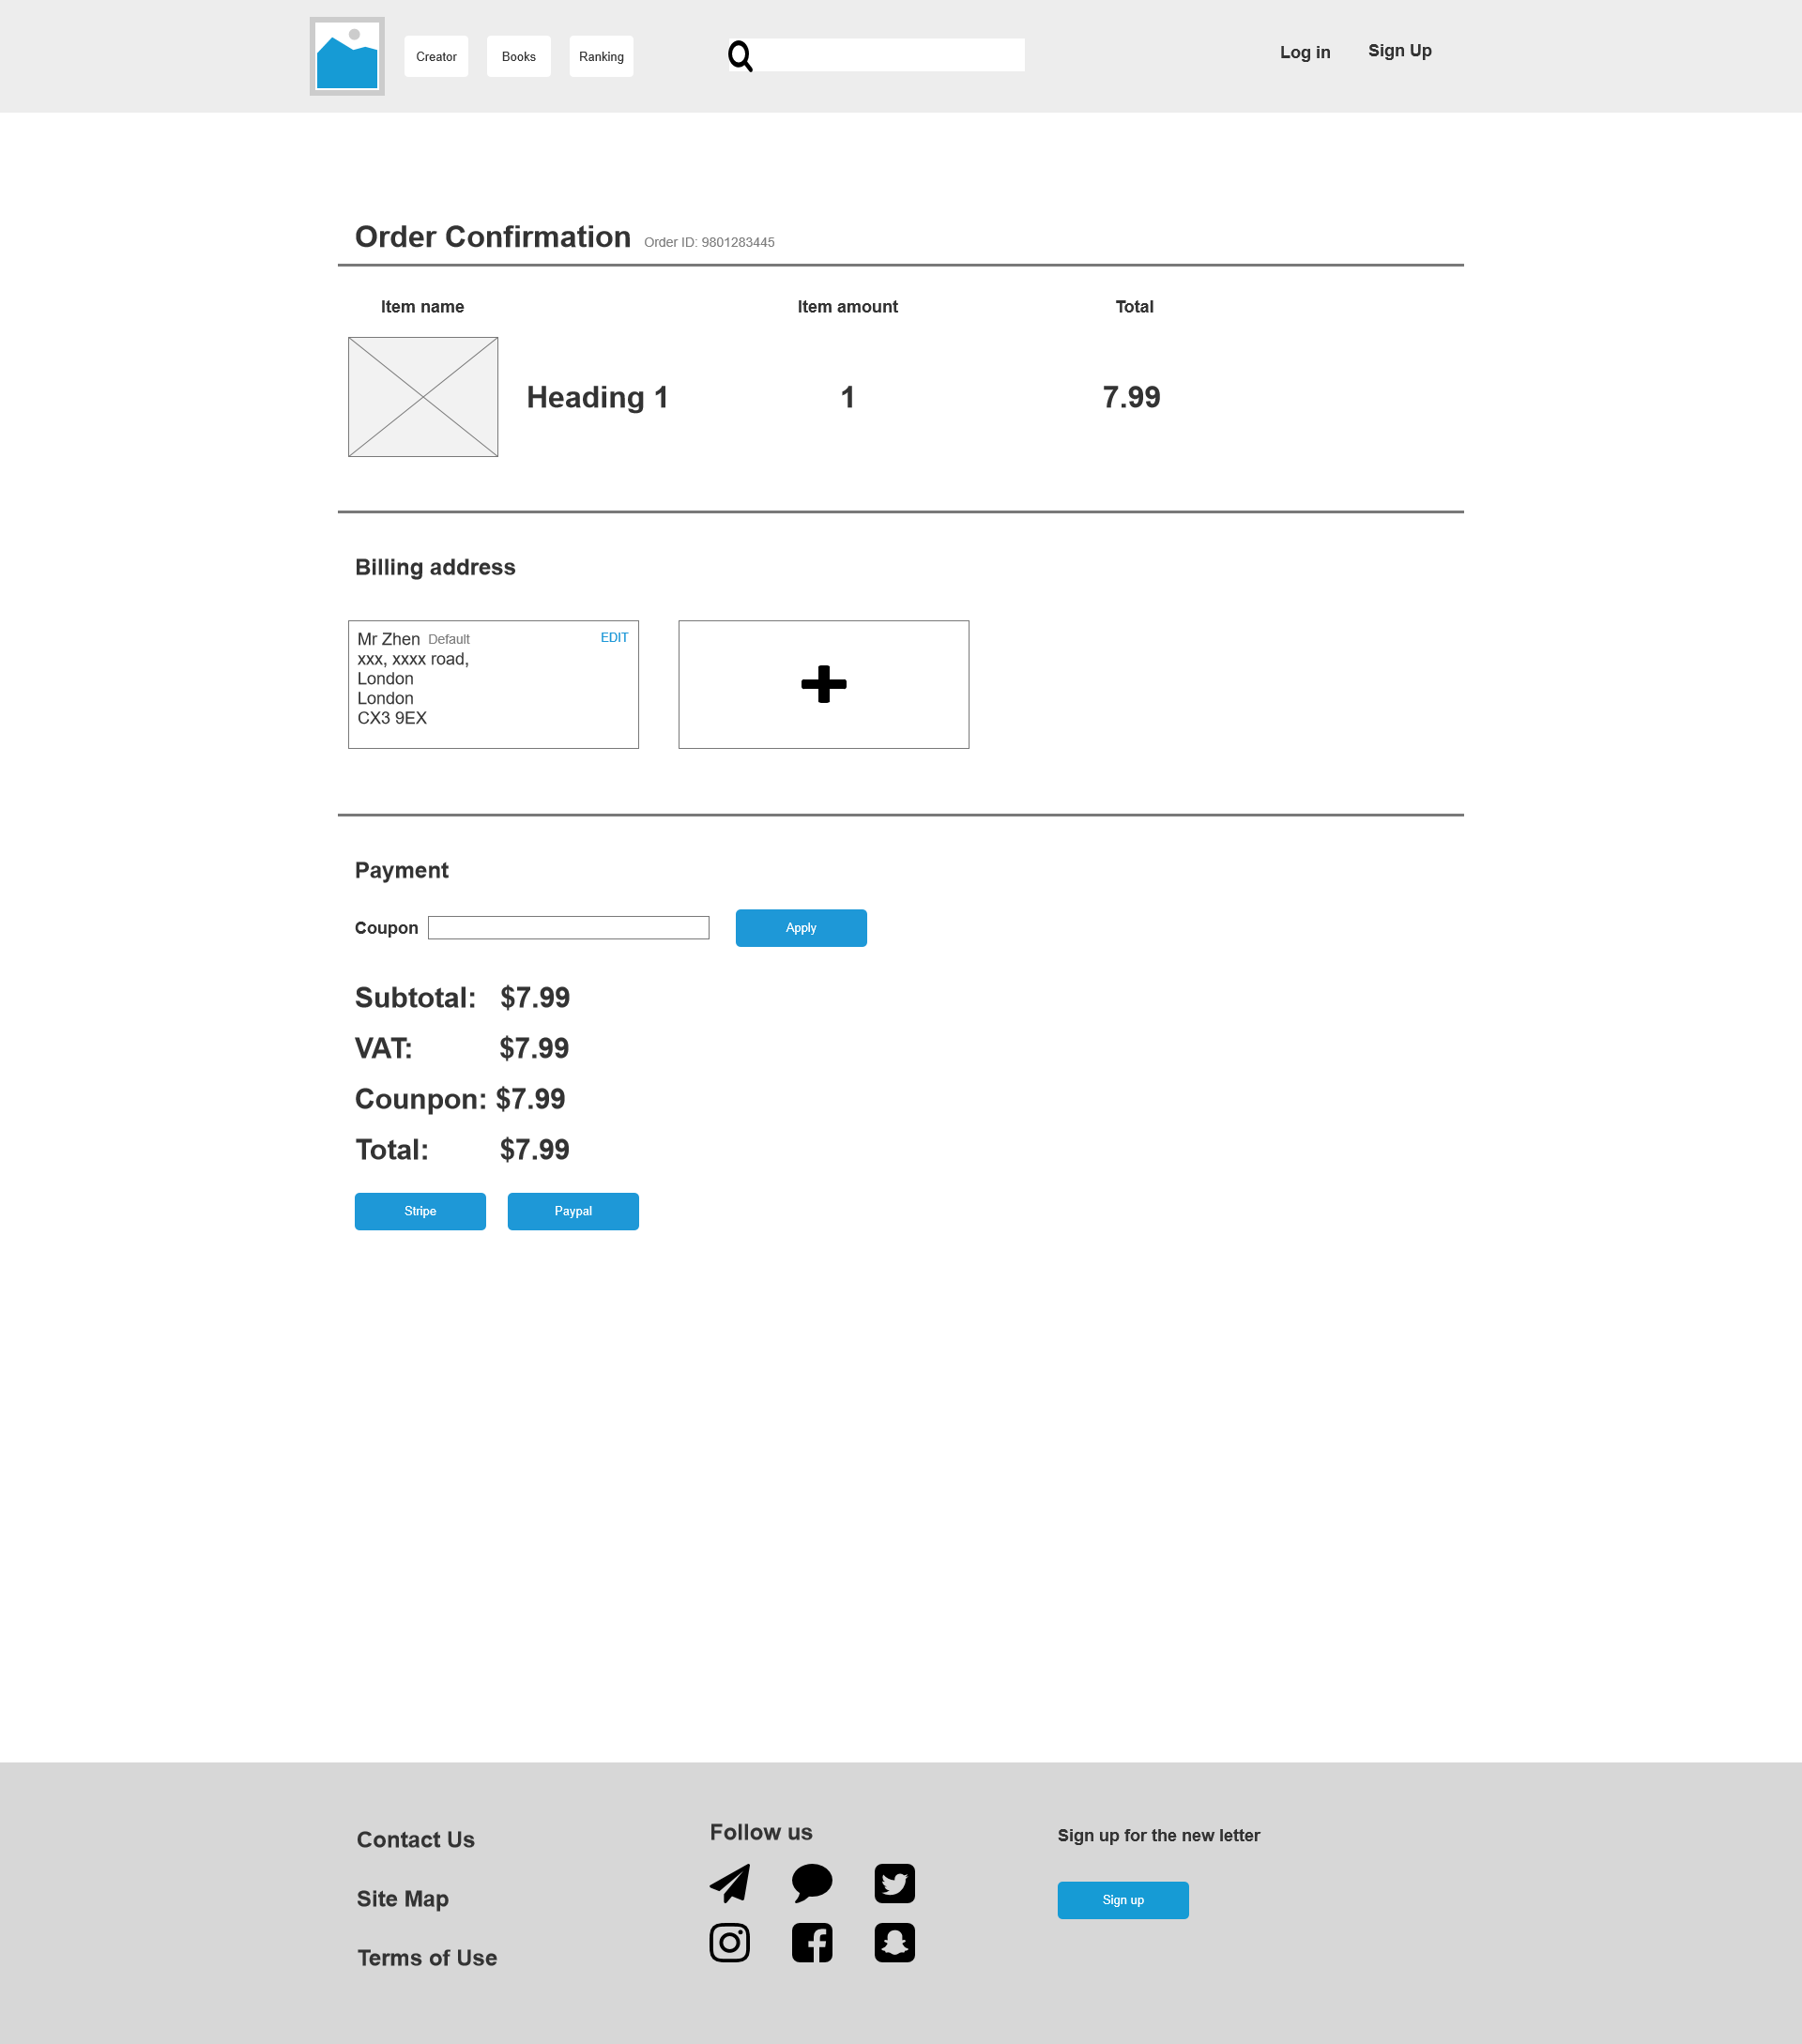 Creator Books Ranking Log in Sign Up
Order Confirmation Order ID: 9801283445
Item name Item amount Total
Heading 1 1 7.99
Billing address
Mr Zhen Default EDIT
xxx, xxxx road,
London
London
CX3 9EX
Payment
Coupon Apply
Subtotal: $7.99
VAT: $7.99
Counpon: $7.99
Total: $7.99
Stripe Paypal
Contact Us
Site Map
Terms of Use
Follow us
Sign up for the new letter
Sign up